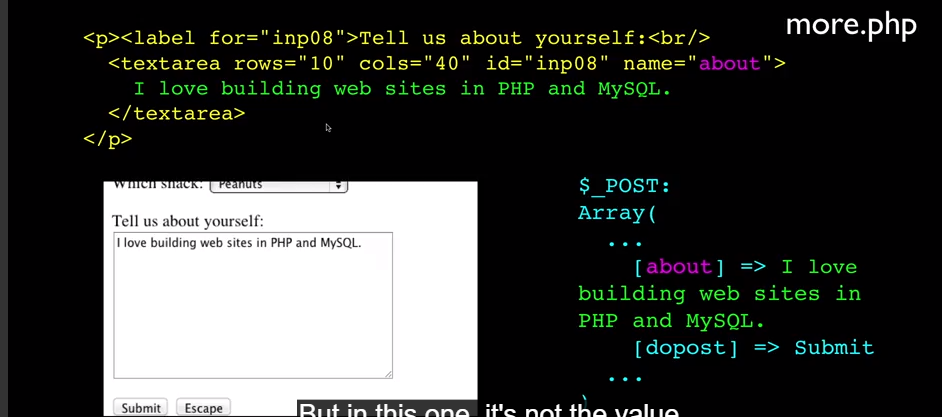 more.php
<p><label for="inp08">Tell us about yourself:<br/>
<textarea rows="10" cols="40" id="inp08" name="about">
I love building web sites in PHP and MySQL.
</textarea>
</p>
Which snack: Peanuts
Tell us about yourself:
I love building web sites in PHP and MySQL.
Submit Escape
$_POST:
Array(
...
[about] => I love
building web sites in
PHP and MySQL.
[dopost] => Submit
...
)
But in this one, it's not the value